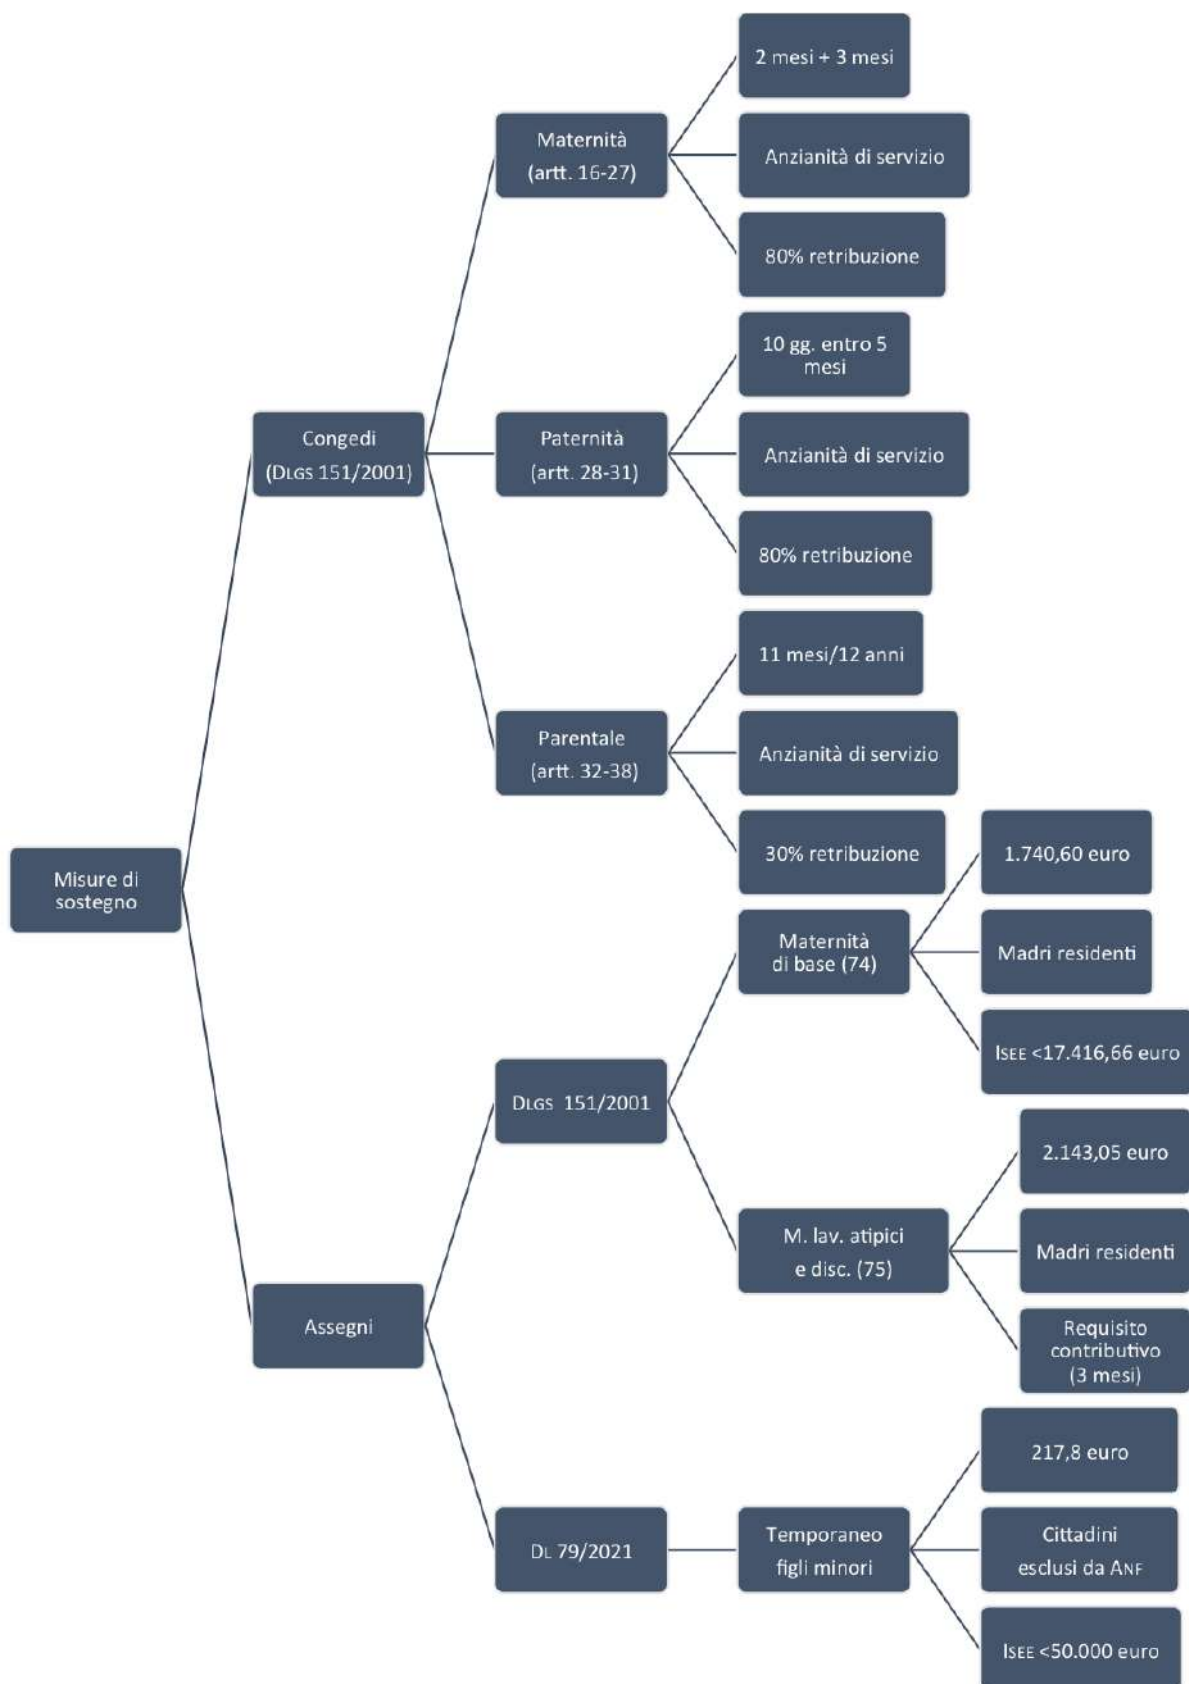 2 mesi + 3 mesi
Maternità
(artt. 16-27)
Anzianità di servizio
80% retribuzione
10 gg. entro 5
mesi
Congedi
(DLGS 151/2001)
Paternità
(artt. 28-31)
Anzianità di servizio
80% retribuzione
11 mesi/12 anni
Parentale
(artt. 32-38)
Anzianità di servizio
30% retribuzione
Misure di
sostegno
1.740,60 euro
Maternità
di base (74)
Madri residenti
ISEE <17.416,66 euro
DLGS 151/2001
2.143,05 euro
M. lav. atipici
e disc. (75)
Madri residenti
Requisito
contributivo
(3 mesi)
Assegni
217,8 euro
DL 79/2021
Temporaneo
figli minori
Cittadini
esclusi da ANF
ISEE <50.000 euro